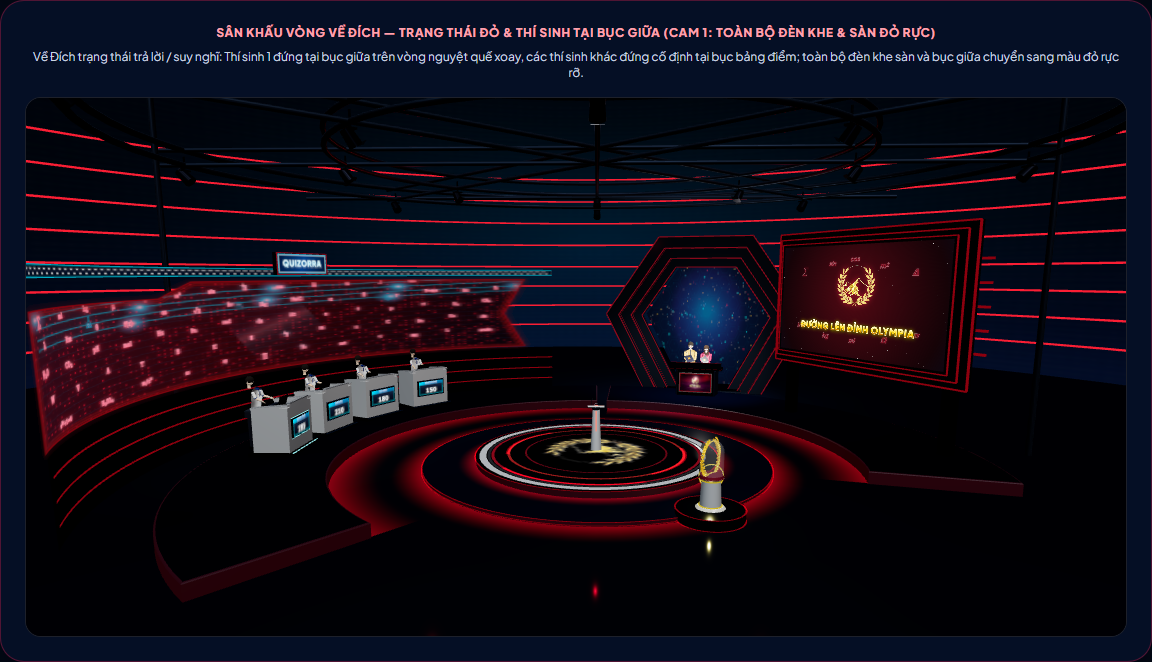 SÂN KHẤU VÒNG VỀ ĐÍCH — TRẠNG THÁI ĐỎ & THÍ SINH TẠI BỤC GIỮA (CAM 1: TOÀN BỘ ĐÈN KHE & SÀN ĐỎ RỰC)
Về Đích trạng thái trả lời / suy nghĩ: Thí sinh 1 đứng tại bục giữa trên vòng nguyệt quế xoay, các thí sinh khác đứng cố định tại bục bảng điểm; toàn bộ đèn khe sàn và bục giữa chuyển sang màu đỏ rực
rỡ.
QUIZORRA
ĐƯỜNG LÊN ĐỈNH OLYMPIA
210
180
150